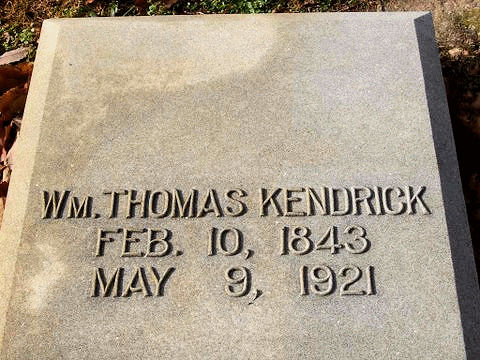 Wm. THOMAS KENDRICK
FEB. 10, 1843
MAY 9, 1921